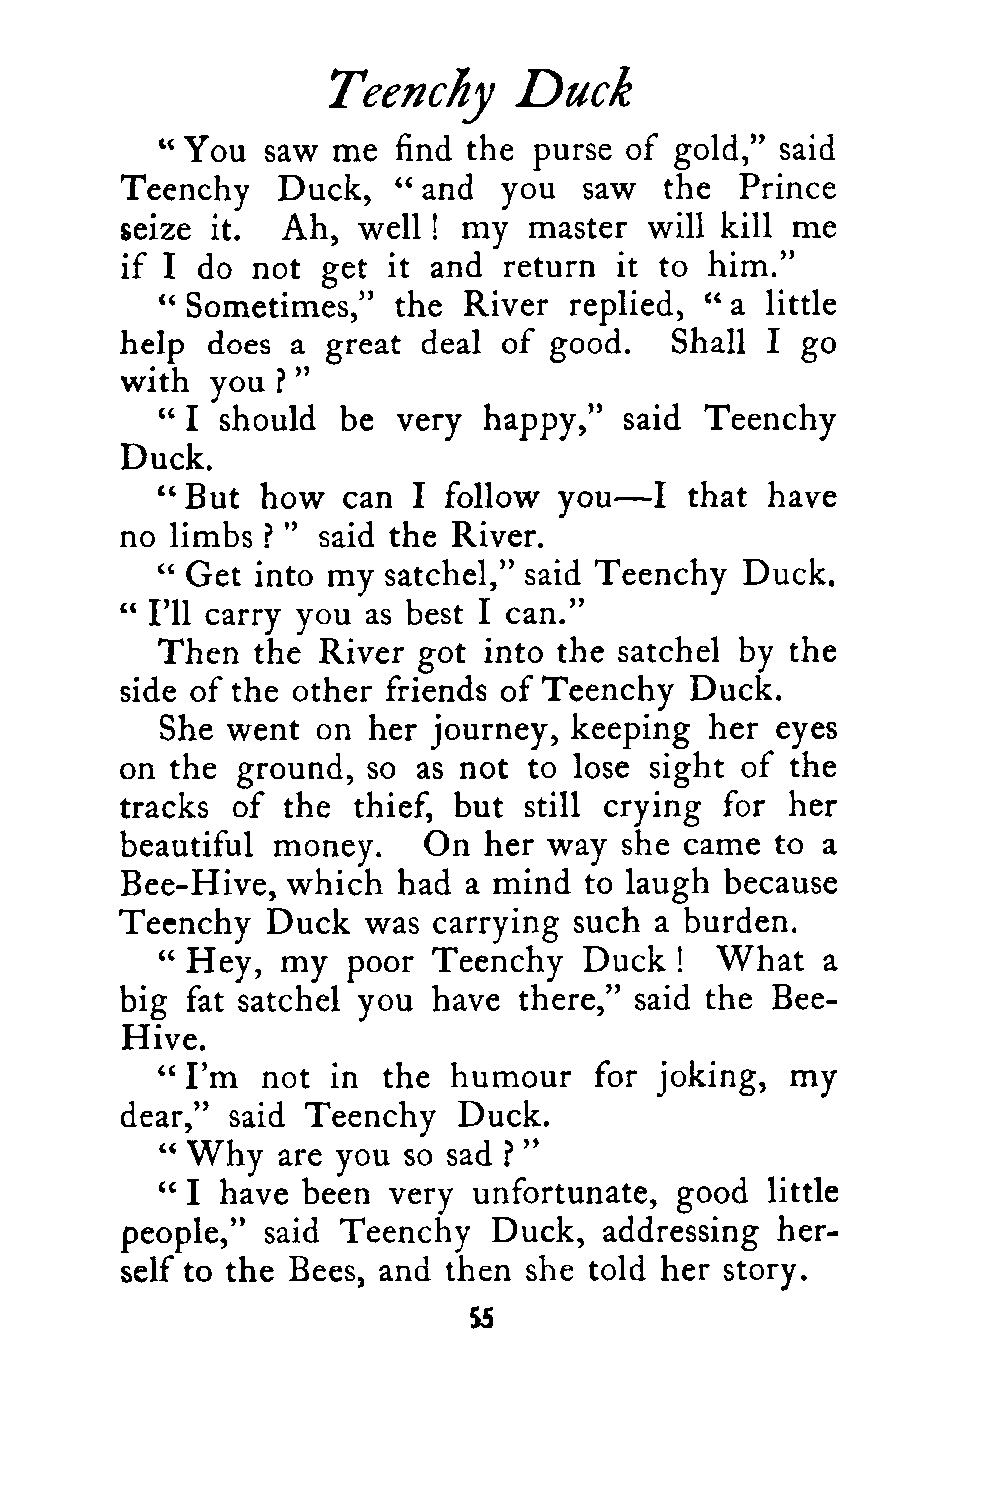 Teenchy Duck
“ You saw me find the purse of gold,” said
Teenchy Duck, “ and you saw the Prince
seize it. Ah, well ! my master will kill me
if I do not get it and return it to him.”
“ Sometimes,” the River replied, “ a little
help does a great deal of good. Shall I go
with you ? ”
“ I should be very happy,” said Teenchy
Duck.
“ But how can I follow you—I that have
no limbs ? ” said the River.
“ Get into my satchel,” said Teenchy Duck.
“ I’ll carry you as best I can.”
Then the River got into the satchel by the
side of the other friends of Teenchy Duck.
She went on her journey, keeping her eyes
on the ground, so as not to lose sight of the
tracks of the thief, but still crying for her
beautiful money. On her way she came to a
Bee-Hive, which had a mind to laugh because
Teenchy Duck was carrying such a burden.
“ Hey, my poor Teenchy Duck ! What a
big fat satchel you have there,” said the Bee-
Hive.
“ I’m not in the humour for joking, my
dear,” said Teenchy Duck.
“ Why are you so sad ? ”
“ I have been very unfortunate, good little
people,” said Teenchy Duck, addressing her-
self to the Bees, and then she told her story.
55